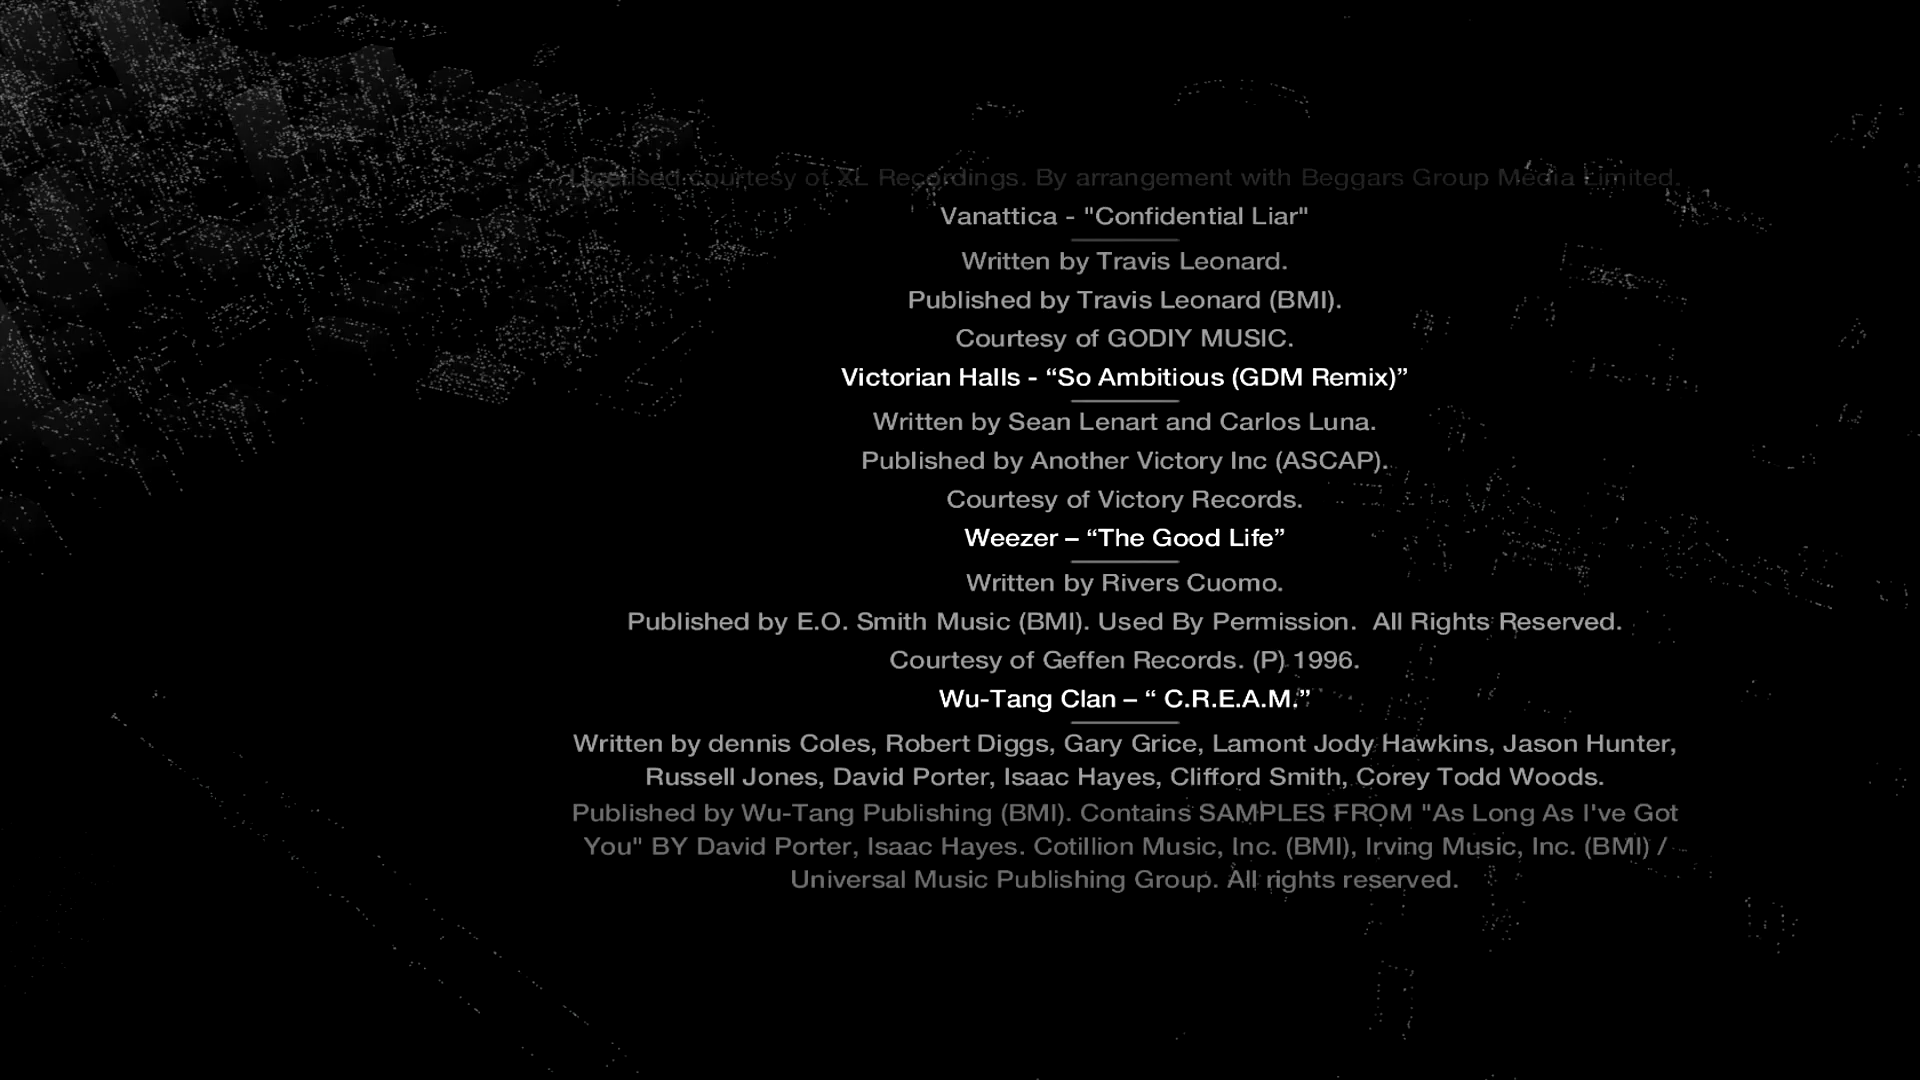 Licensed courtesy of XL Recordings. By arrangement with Beggars Group Media Limited.
Vanattica - "Confidential Liar"
Written by Travis Leonard.
Published by Travis Leonard (BMI).
Courtesy of GODIY MUSIC.
Victorian Halls - “So Ambitious (GDM Remix)”
Written by Sean Lenart and Carlos Luna.
Published by Another Victory Inc (ASCAP).
Courtesy of Victory Records.
Weezer – “The Good Life”
Written by Rivers Cuomo.
Published by E.O. Smith Music (BMI). Used By Permission.  All Rights Reserved.
Courtesy of Geffen Records. (P) 1996.
Wu-Tang Clan – “ C.R.E.A.M.”
Written by dennis Coles, Robert Diggs, Gary Grice, Lamont Jody Hawkins, Jason Hunter,
Russell Jones, David Porter, Isaac Hayes, Clifford Smith, Corey Todd Woods.
Published by Wu-Tang Publishing (BMI). Contains SAMPLES FROM "As Long As I've Got
You" BY David Porter, Isaac Hayes. Cotillion Music, Inc. (BMI), Irving Music, Inc. (BMI) /
Universal Music Publishing Group. All rights reserved.